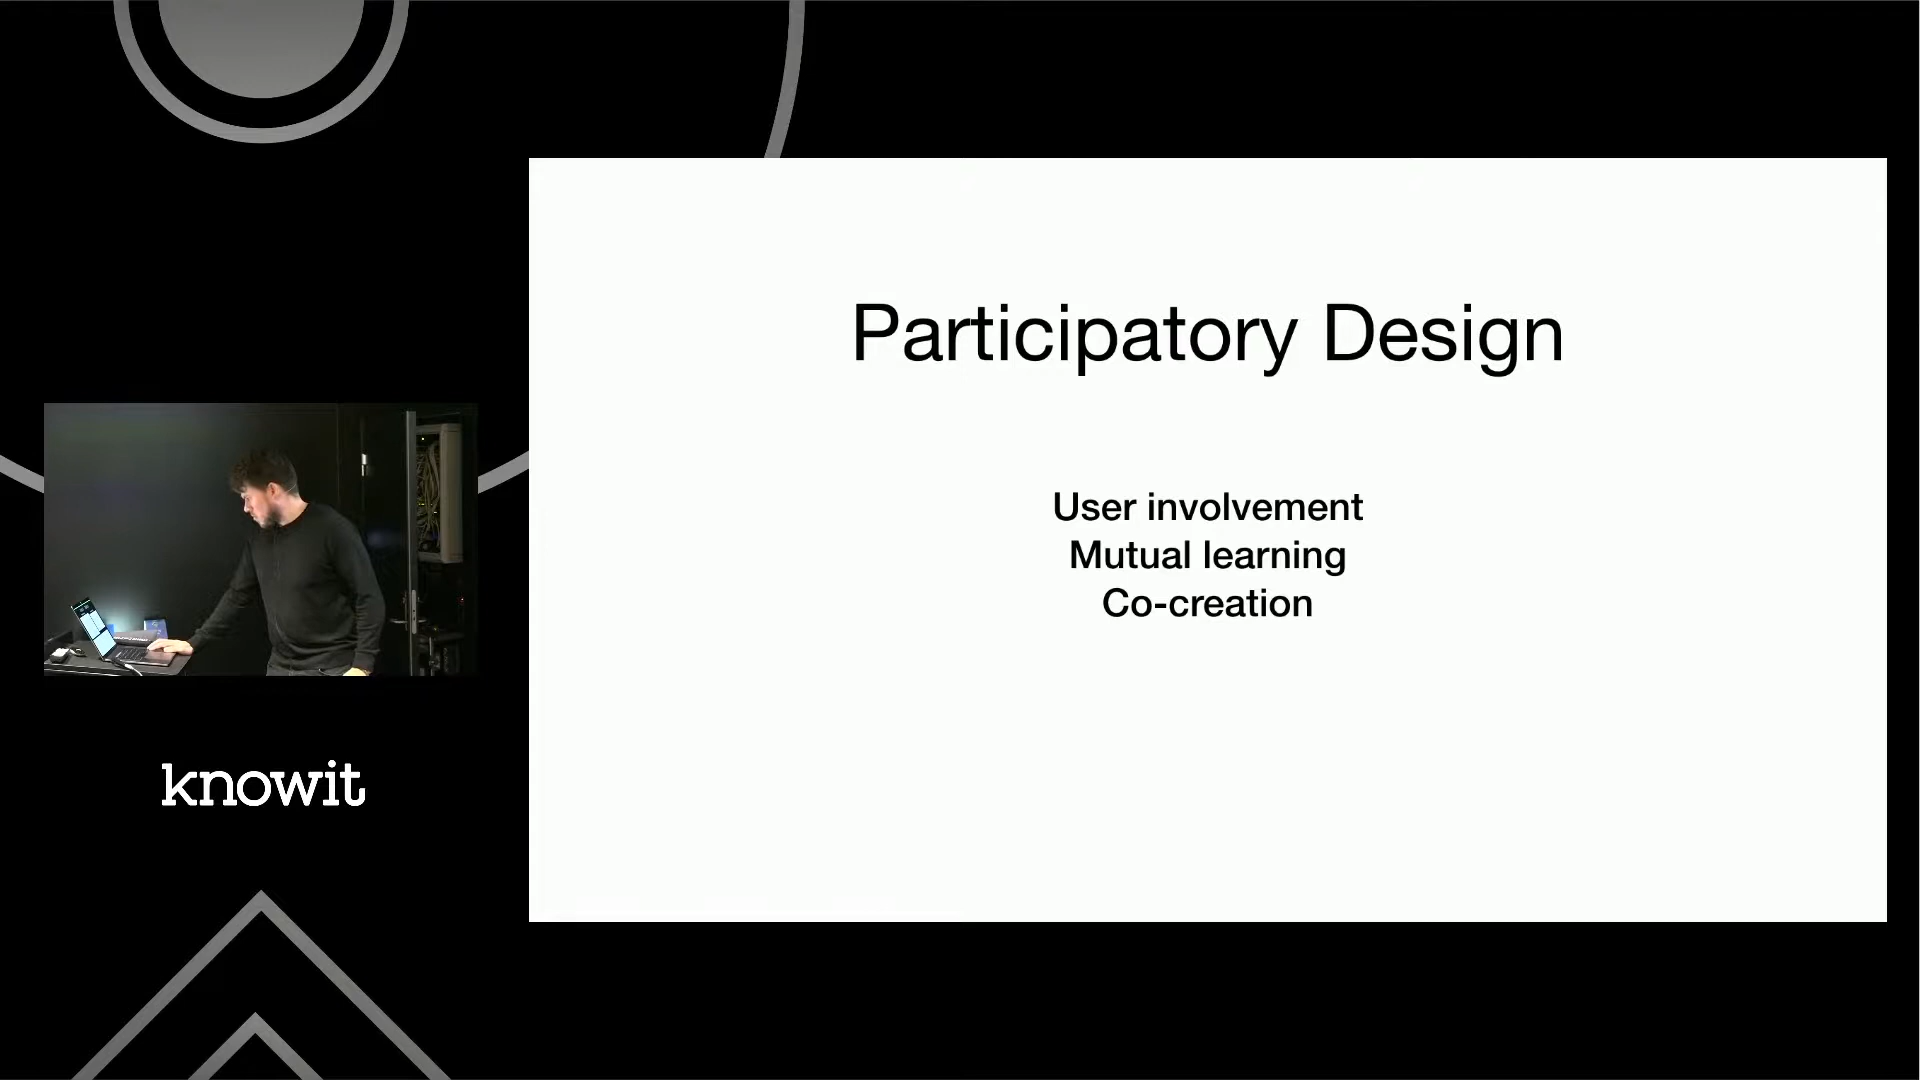 Participatory Design
User involvement
Mutual learning
Co-creation
knowit